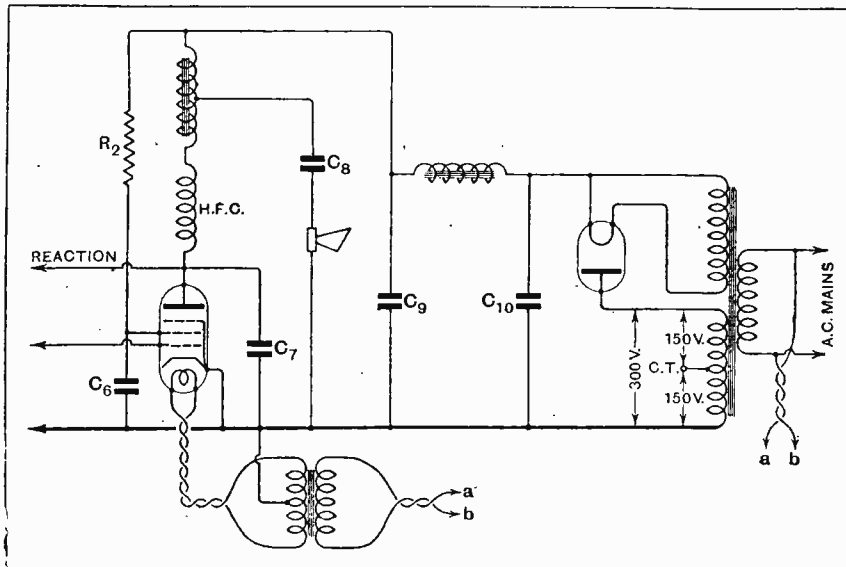 R2
C8
H.F.C.
REACTION
C9
C10
300 V.
150 V.
C.T.
150 V.
A.C. MAINS
C7
C6
a b
a
b